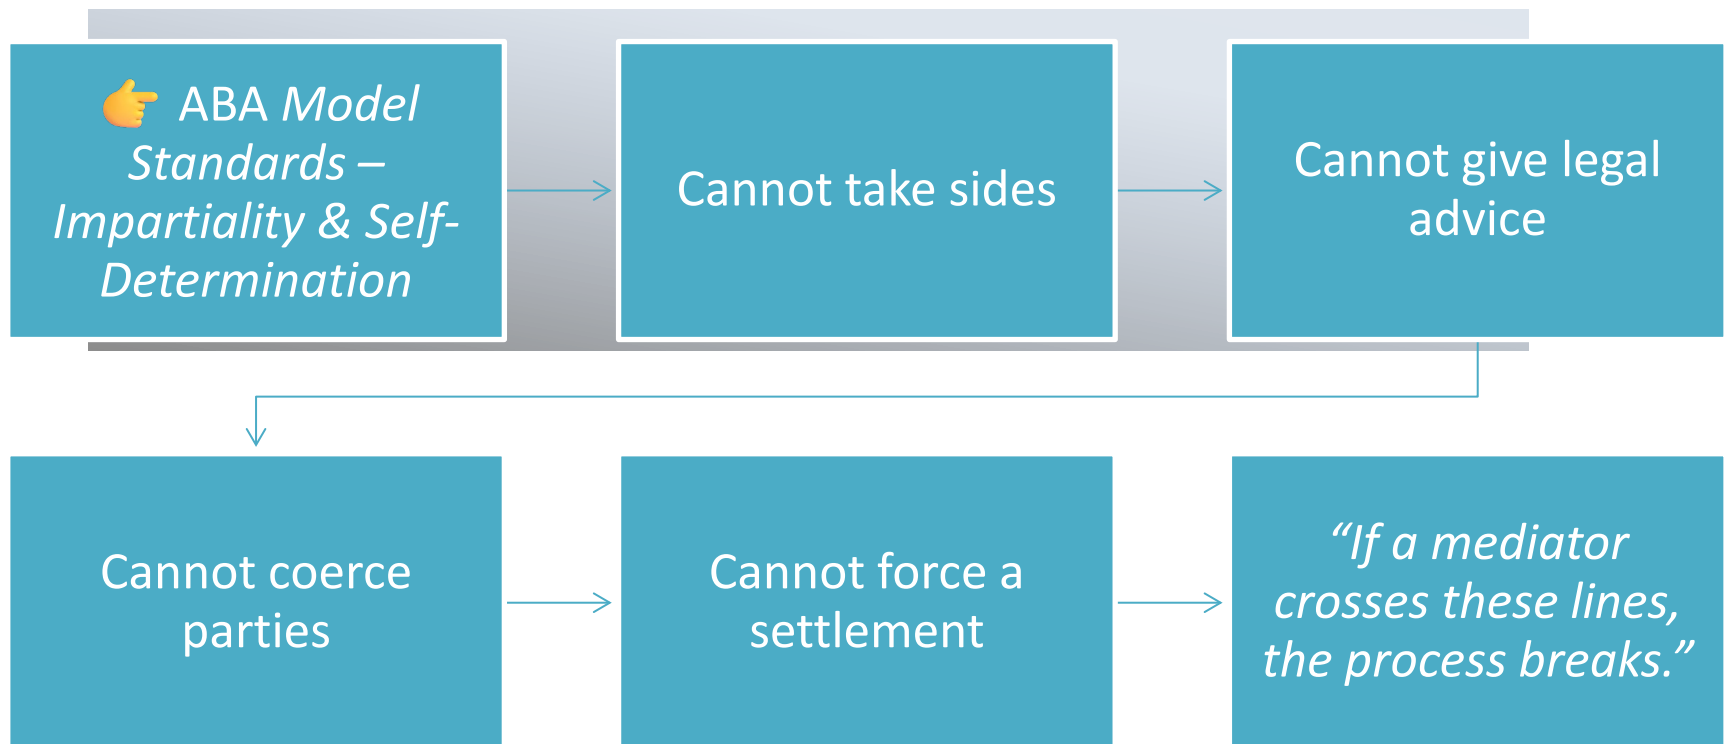 👉 ABA Model
Standards –
Impartiality & Self-
Determination
Cannot take sides
Cannot give legal
advice
Cannot coerce
parties
Cannot force a
settlement
“If a mediator
crosses these lines,
the process breaks.”